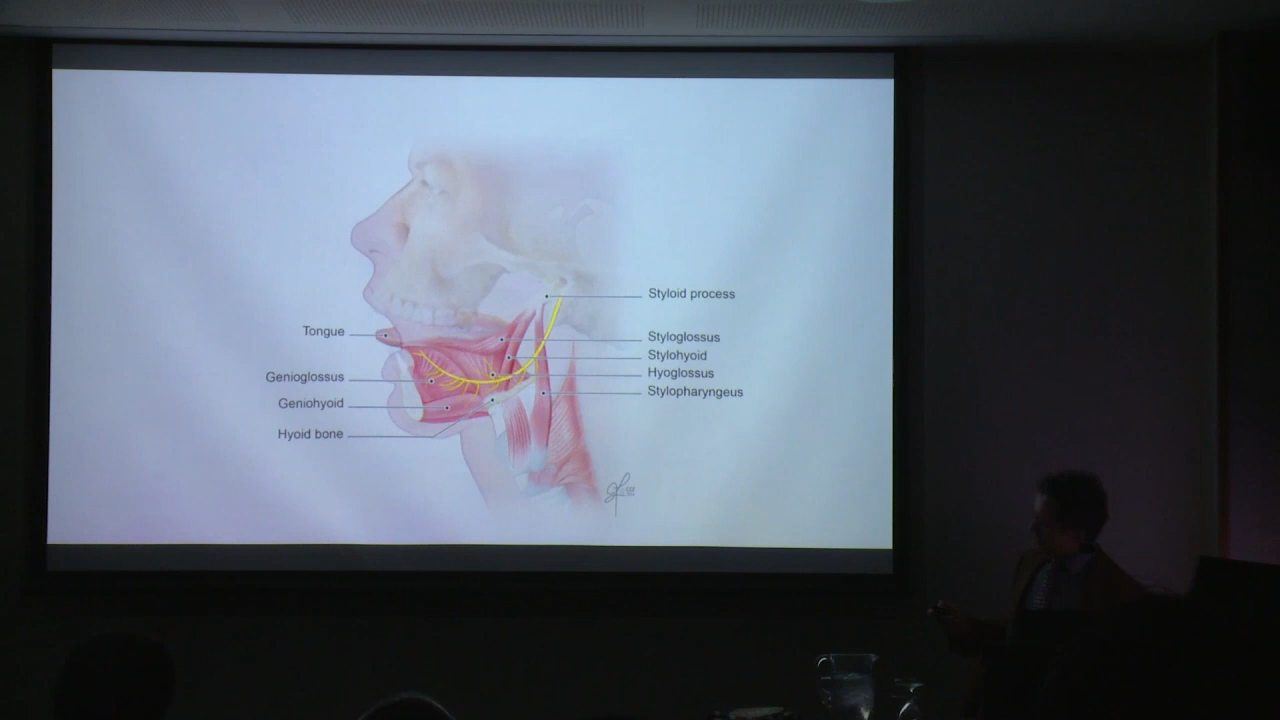 Styloid process
Tongue
Styloglossus
Stylohyoid
Hyoglossus
Genioglossus
Stylopharyngeus
Geniohyoid
Hyoid bone